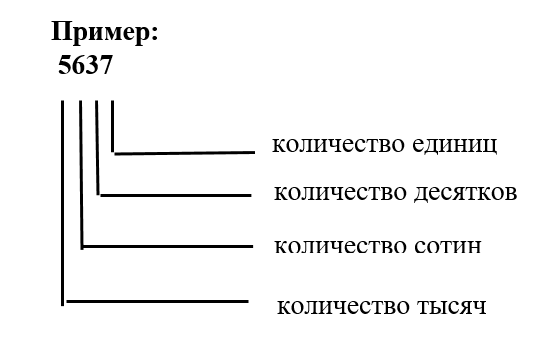 Пример:
5637
количество единиц
количество десятков
количество сотин
количество тысяч